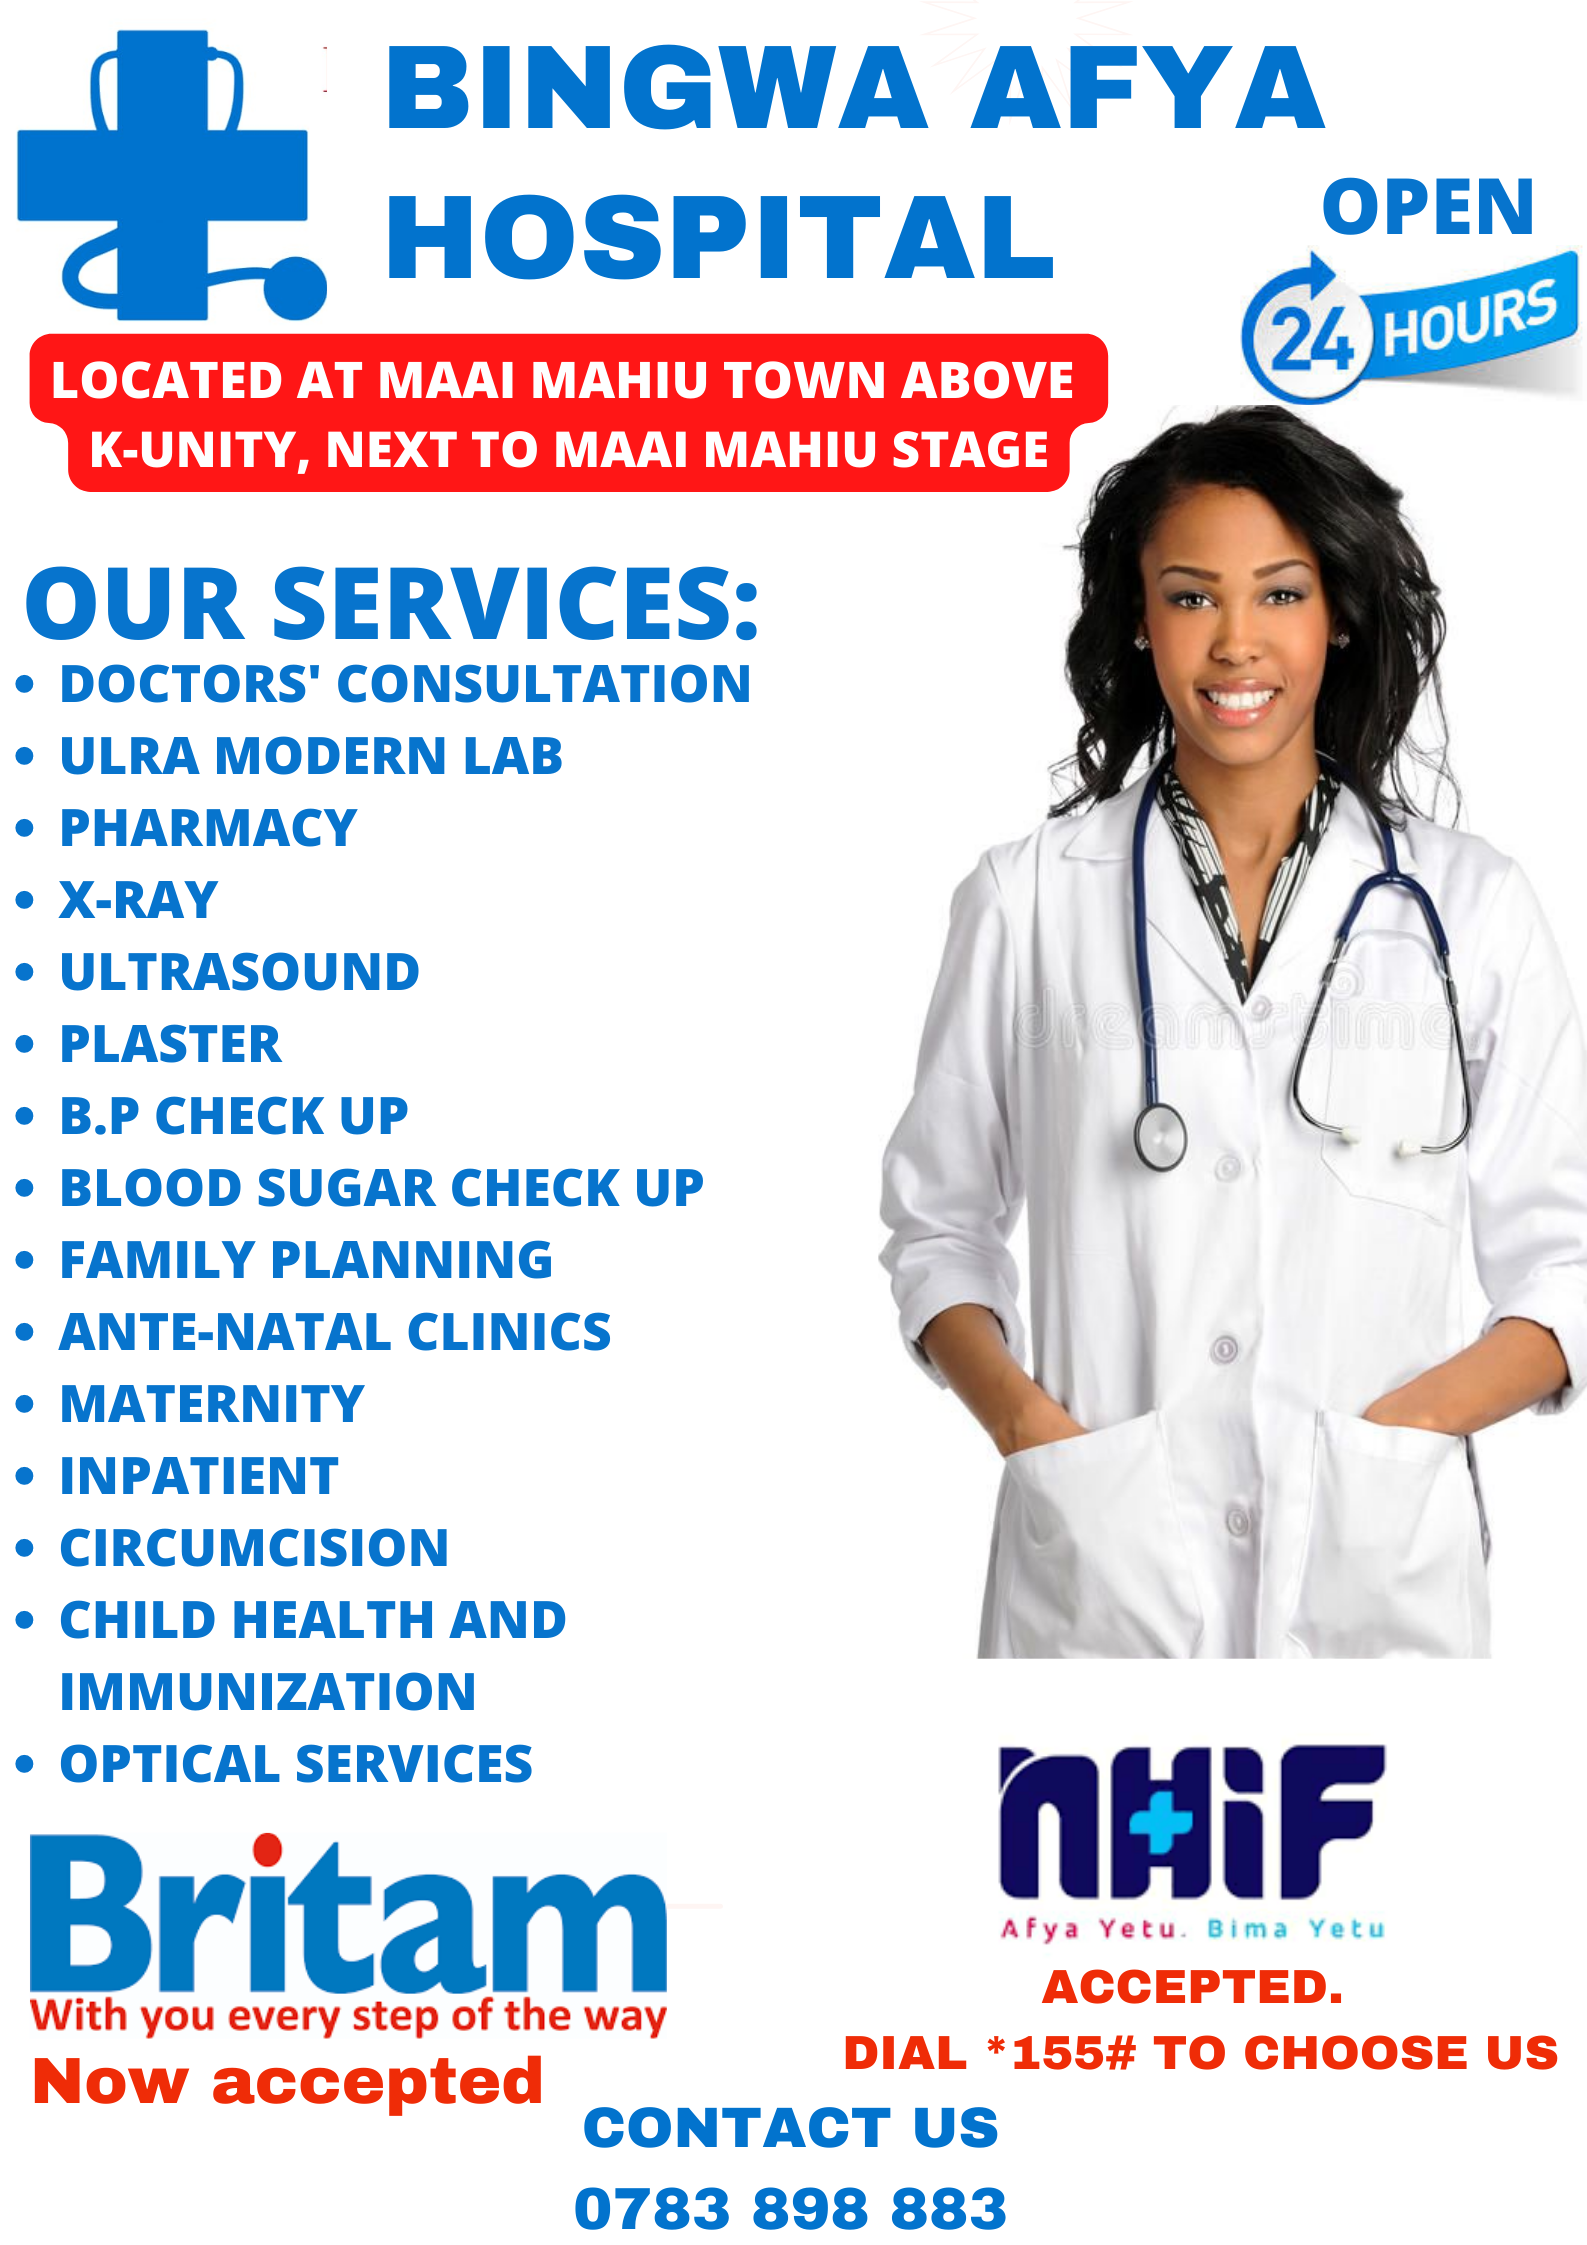 BINGWA AFYA
HOSPITAL
OPEN
24 HOURS
LOCATED AT MAAI MAHIU TOWN ABOVE
K-UNITY, NEXT TO MAAI MAHIU STAGE
OUR SERVICES:
• DOCTORS' CONSULTATION
• ULRA MODERN LAB
• PHARMACY
• X-RAY
• ULTRASOUND
• PLASTER
• B.P CHECK UP
• BLOOD SUGAR CHECK UP
• FAMILY PLANNING
• ANTE-NATAL CLINICS
• MATERNITY
• INPATIENT
• CIRCUMCISION
• CHILD HEALTH AND
IMMUNIZATION
• OPTICAL SERVICES
dreamstime
Britam
With you every step of the way
Now accepted
NHiF
Afya Yetu. Bima Yetu
ACCEPTED.
DIAL *155# TO CHOOSE US
CONTACT US
0783 898 883